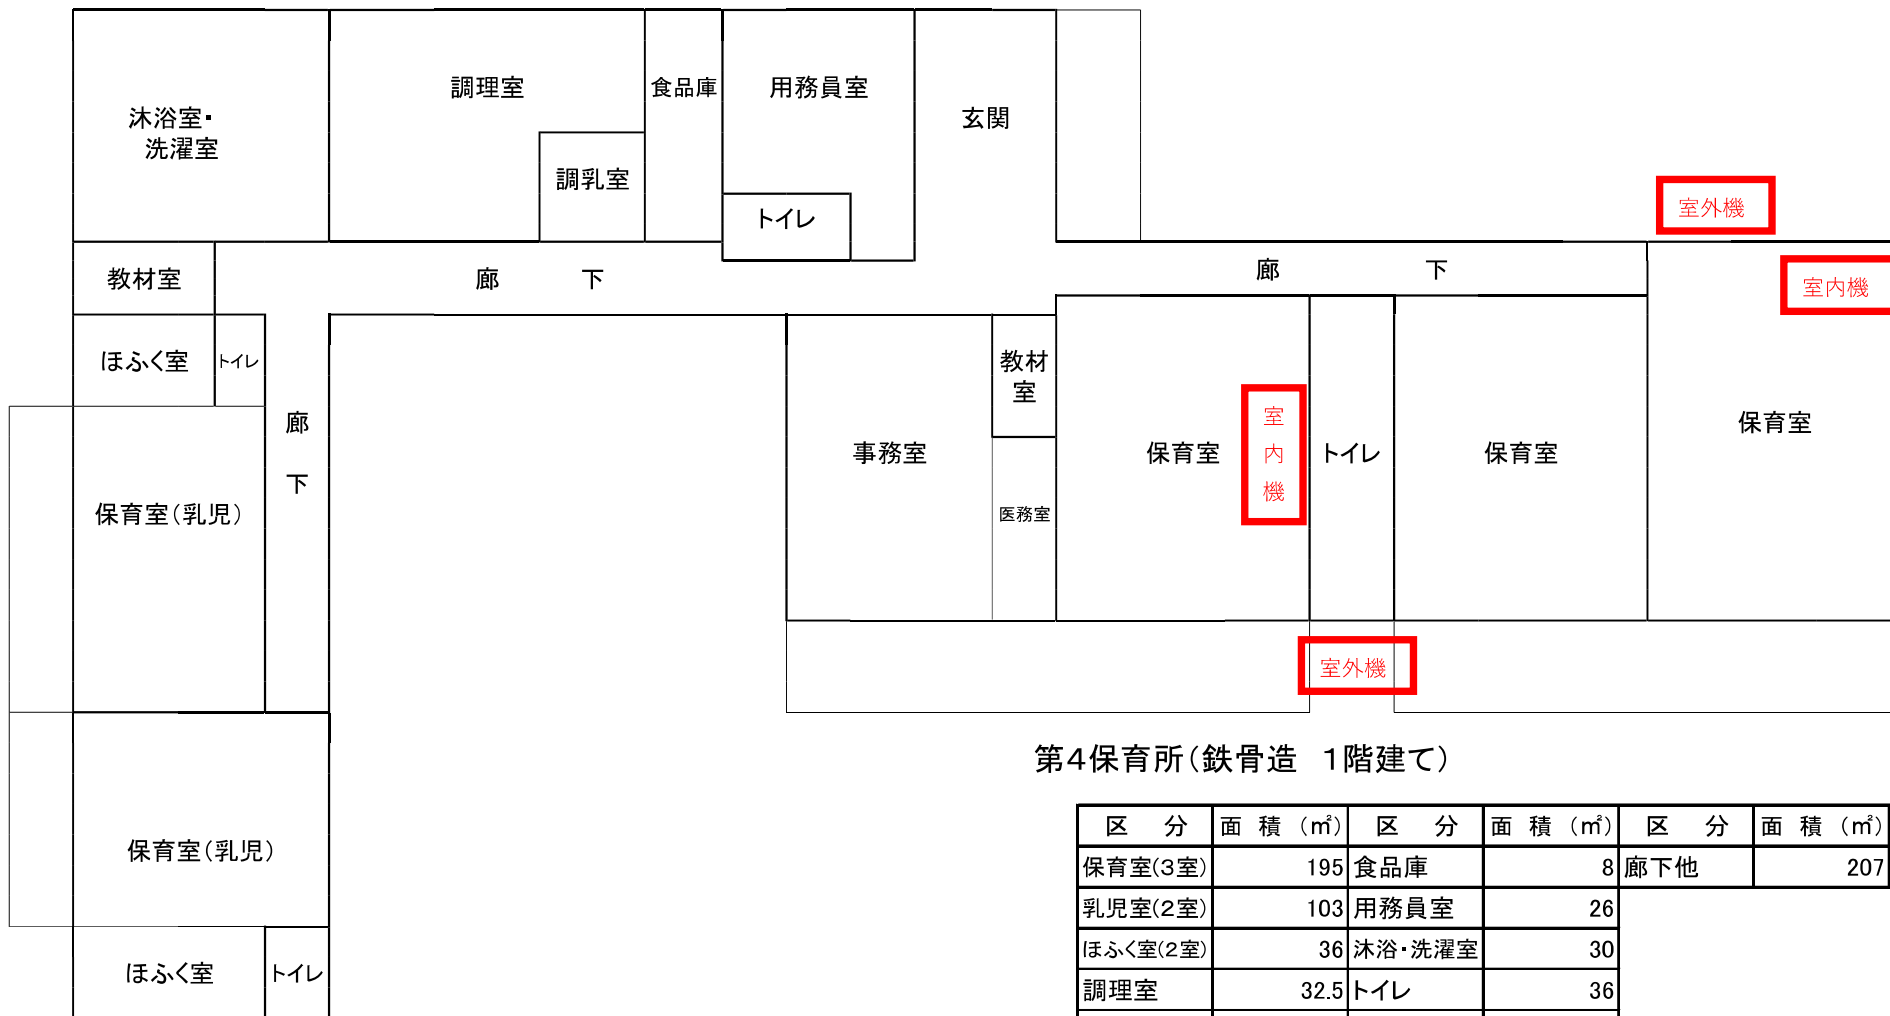 沐浴室・
洗濯室
調理室
調乳室
食品庫
用務員室
トイレ
玄関
室外機
教材室
廊　下
廊　下
室内機
ほふく室
トイレ
廊
下
保育室（乳児）
事務室
教材
室
医務室
保育室
室
内
機
トイレ
保育室
保育室
室外機
保育室（乳児）
ほふく室
トイレ
第4保育所（鉄骨造　1階建て）
区　分　面 積 （㎡）　区　分　面 積 （㎡）　区　分　面 積 （㎡）
保育室(3室)　195　食品庫　8　廊下他　207
乳児室(2室)　103　用務員室　26
ほふく室(2室)　36　沐浴・洗濯室　30
調理室　32.5　トイレ　36